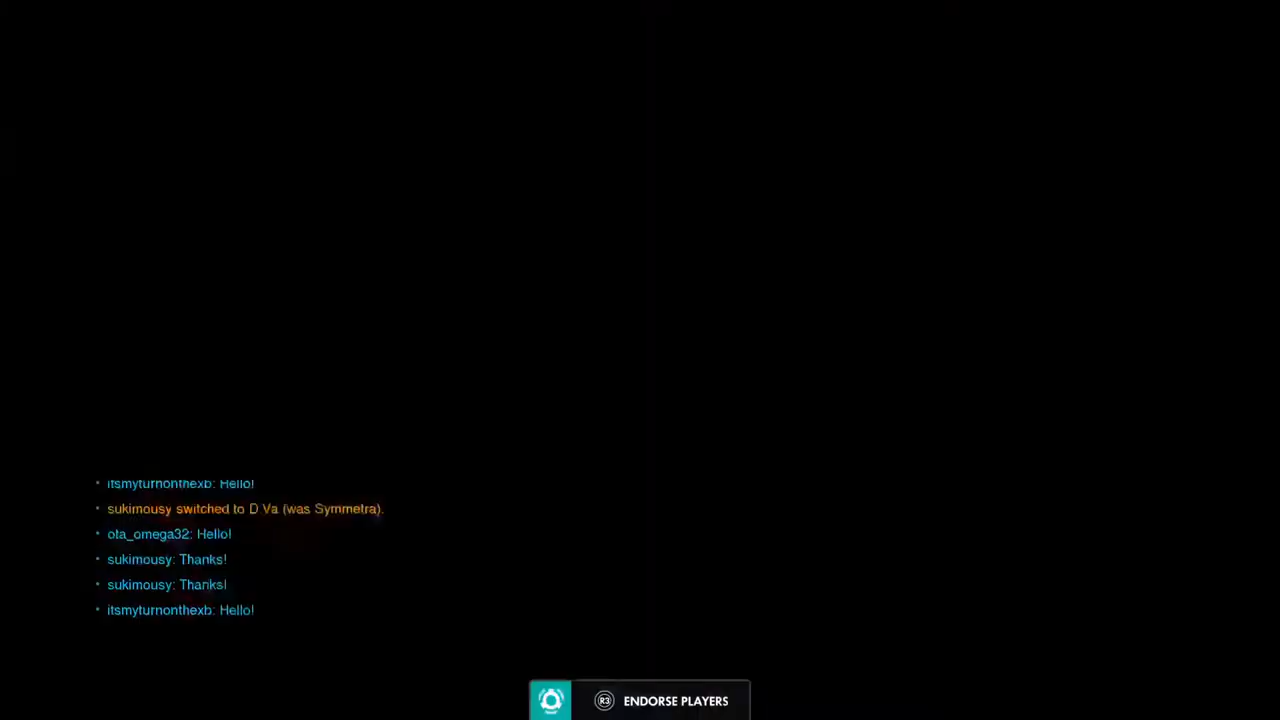 itsmyturnonthexb: Hello!
sukimousy switched to D Va (was Symmetra).
ota_omega32: Hello!
sukimousy: Thanks!
sukimousy: Thanks!
itsmyturnonthexb: Hello!
R3 ENDORSE PLAYERS